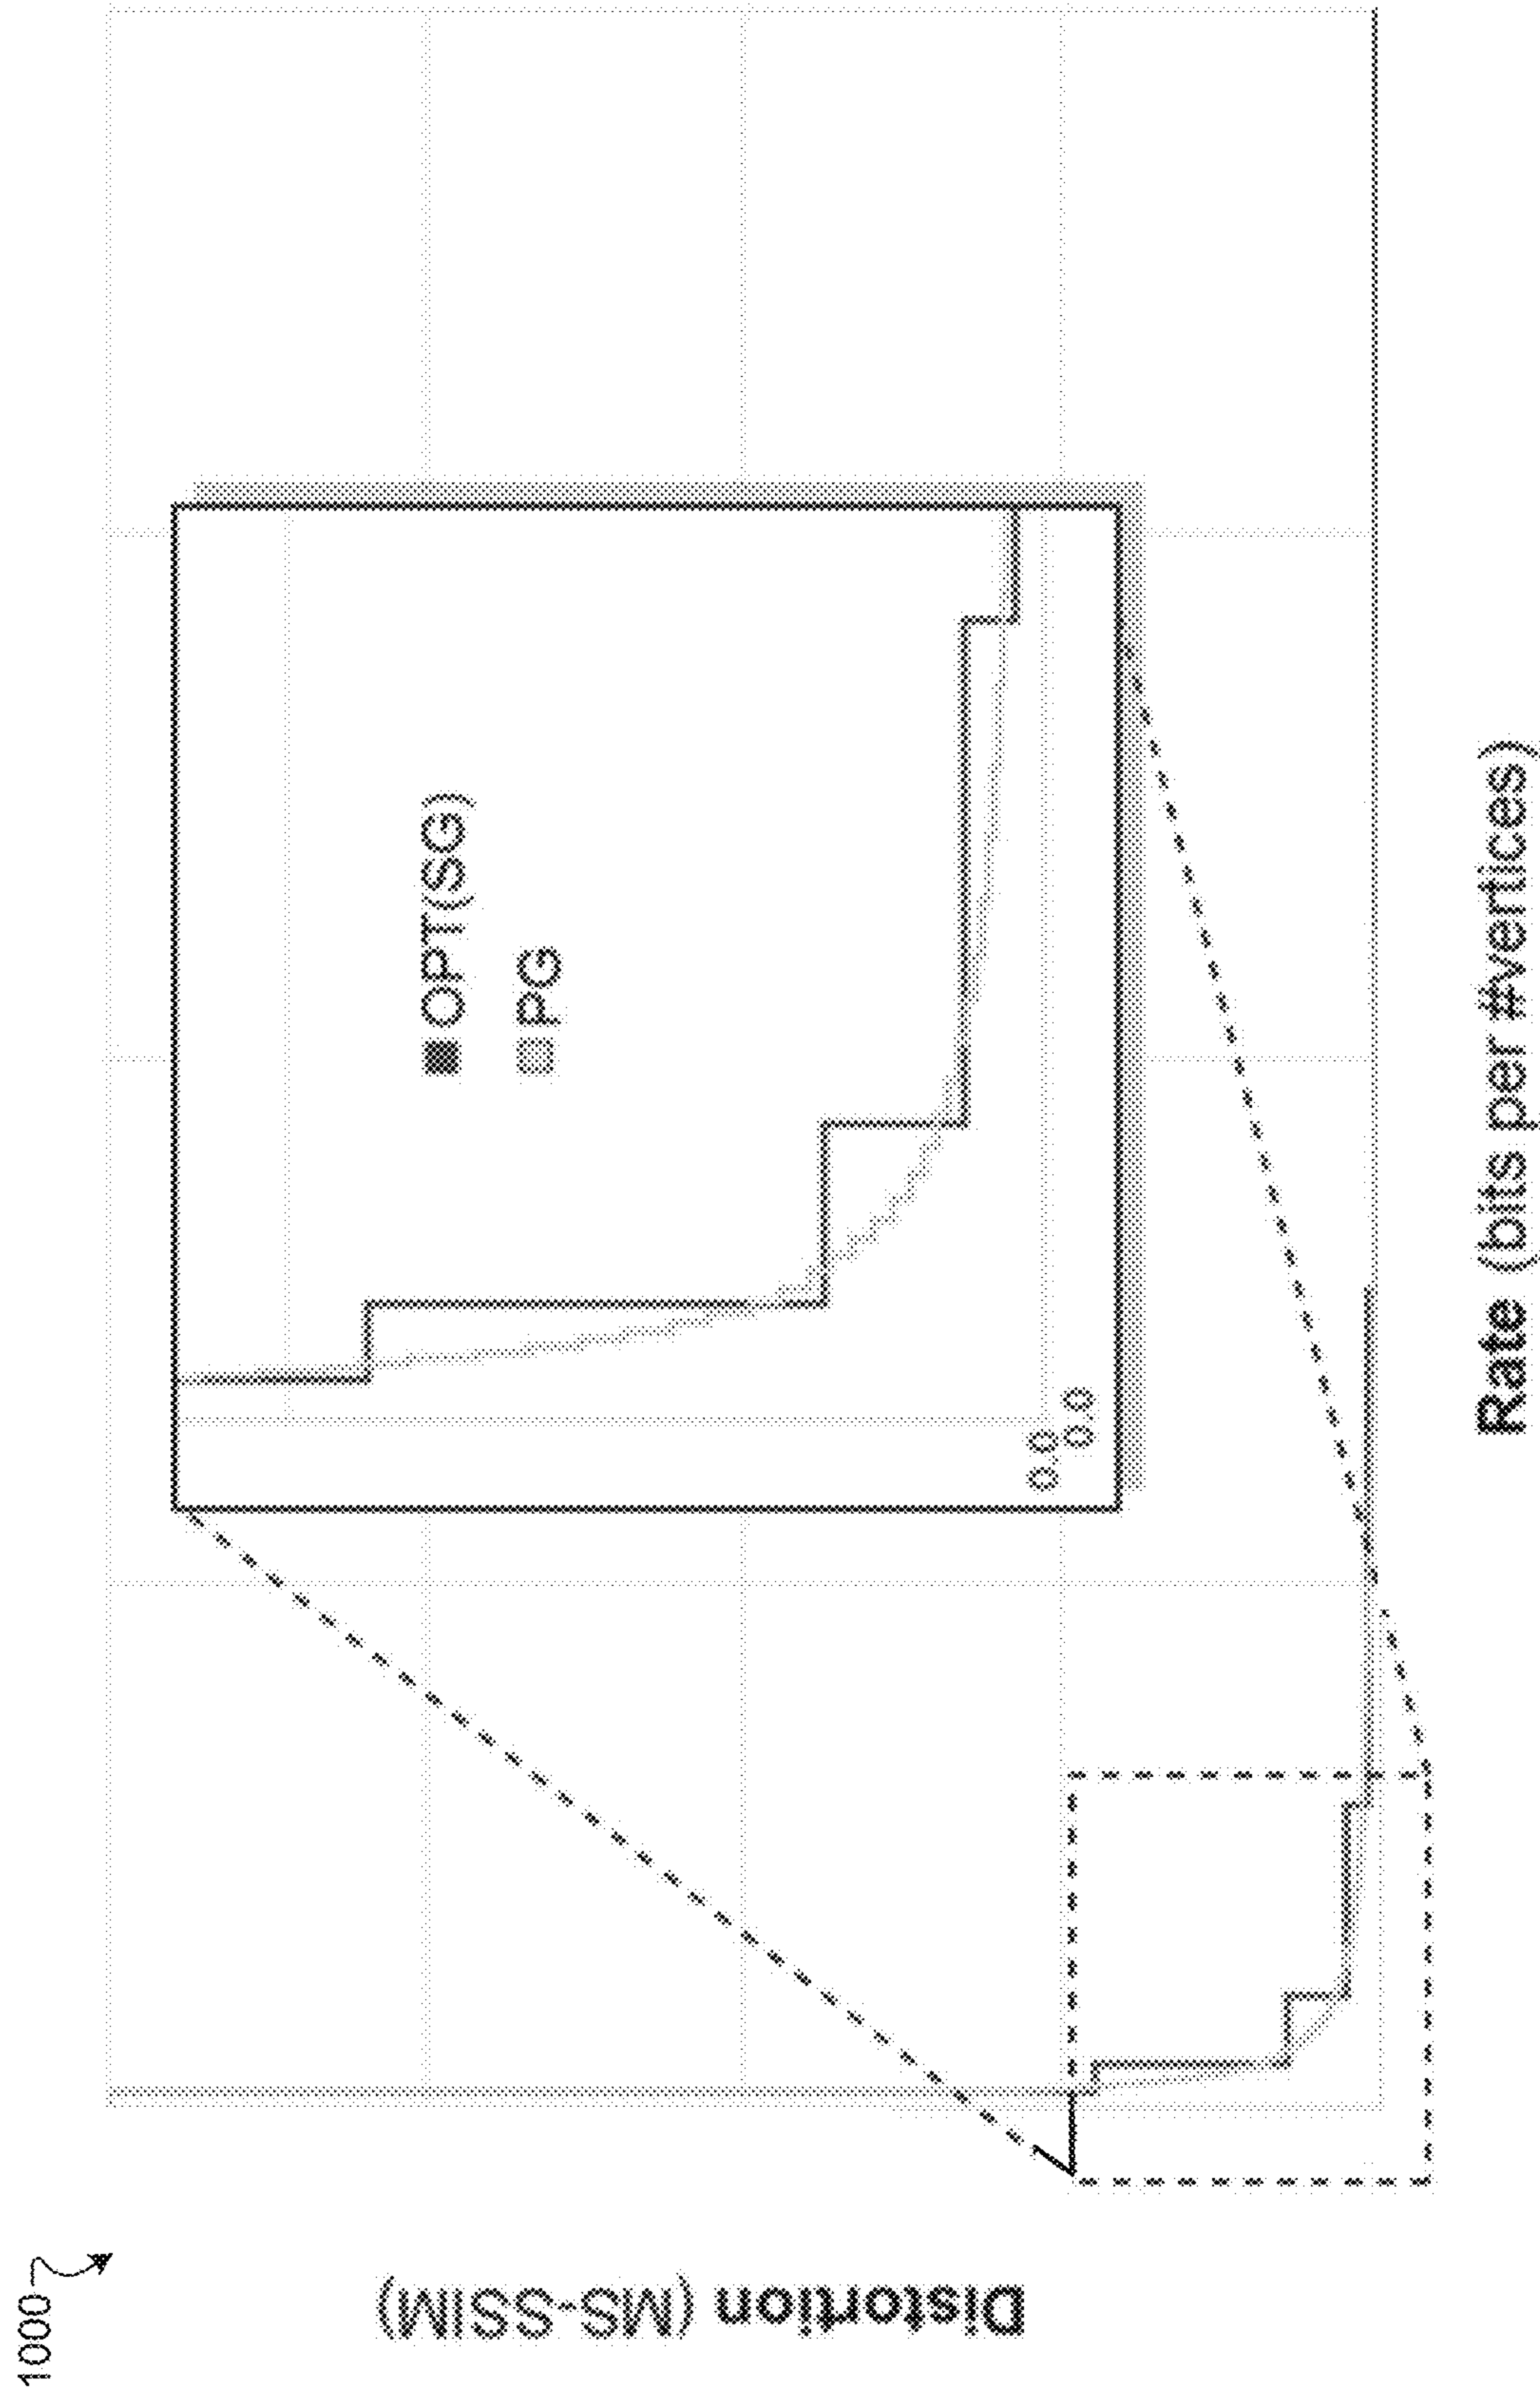 1000
Distortion (MS-SSIM)
OPT(SG)
PG
0.0
0.0
Rate (bits per #vertices)